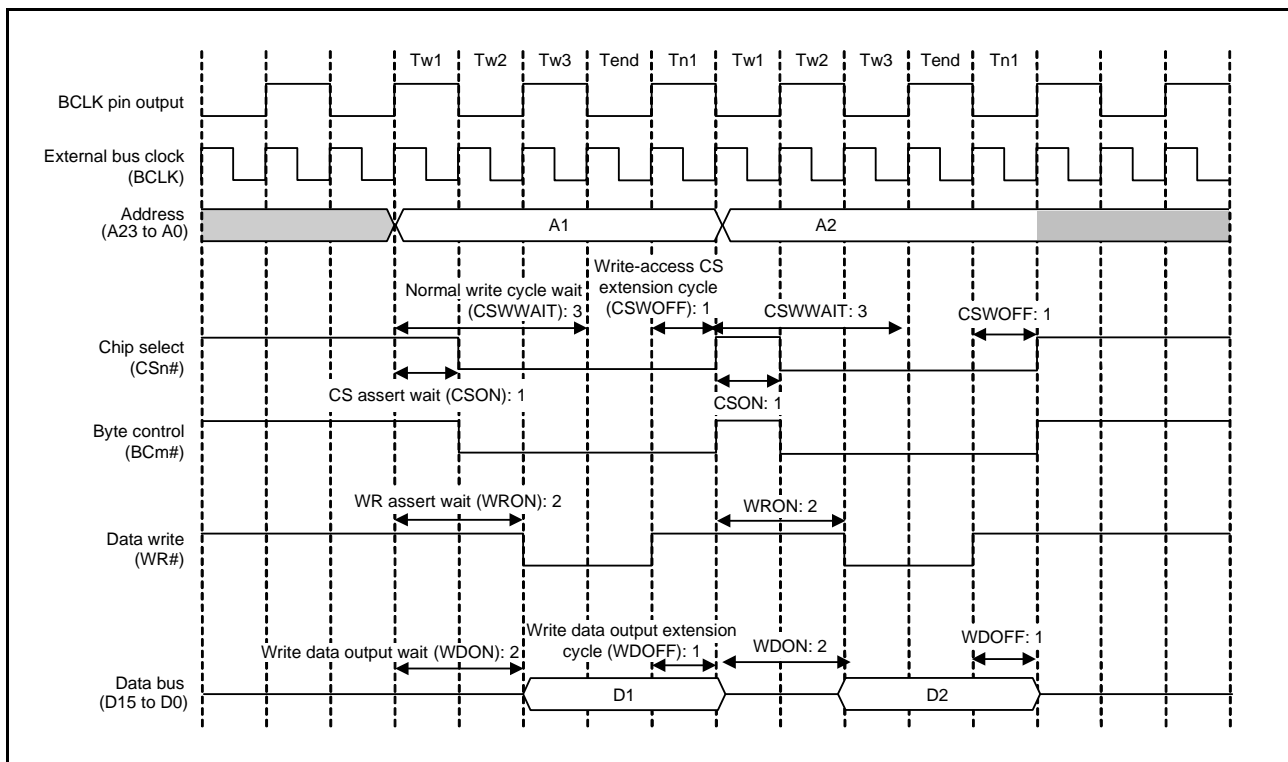 Tw1 Tw2 Tw3 Tend Tn1 Tw1 Tw2 Tw3 Tend Tn1
BCLK pin output
External bus clock
(BCLK)
Address
(A23 to A0)
A1 A2
Write-access CS
extension cycle
(CSWOFF): 1
Normal write cycle wait
(CSWWAIT): 3
CSWWAIT: 3
CSWOFF: 1
Chip select
(CSn#)
CS assert wait (CSON): 1
CSON: 1
Byte control
(BCm#)
WR assert wait (WRON): 2
WRON: 2
Data write
(WR#)
Write data output wait (WDON): 2
Write data output extension
cycle (WDOFF): 1
WDON: 2
WDOFF: 1
Data bus
(D15 to D0)
D1 D2